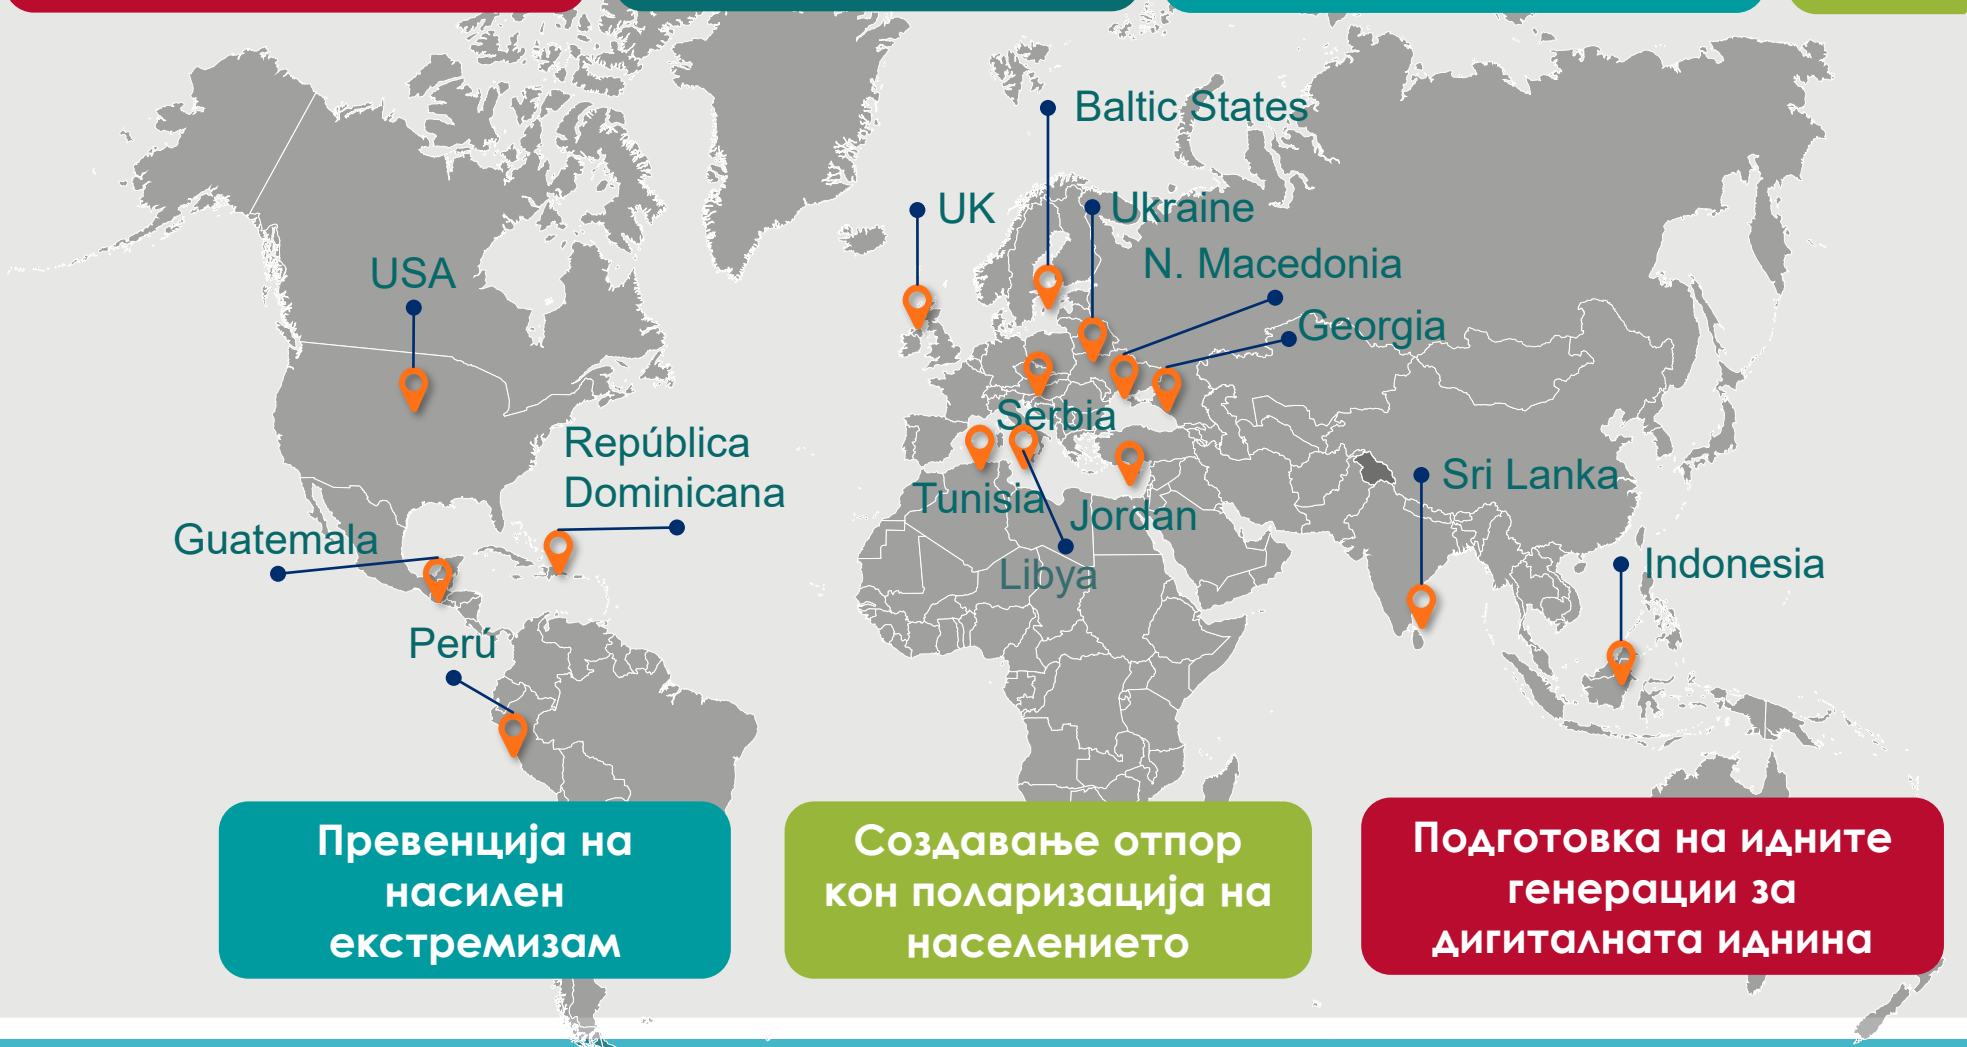 Baltic States
UK
Ukraine
N. Macedonia
USA
Georgia
Serbia
República
Dominicana
Sri Lanka
Tunisia
Jordan
Guatemala
Libya
Indonesia
Perú
Превенција на
насилен
екстремизам
Создавање отпор
кон поларизација на
населението
Подготовка на идните
генерации за
дигиталната иднина